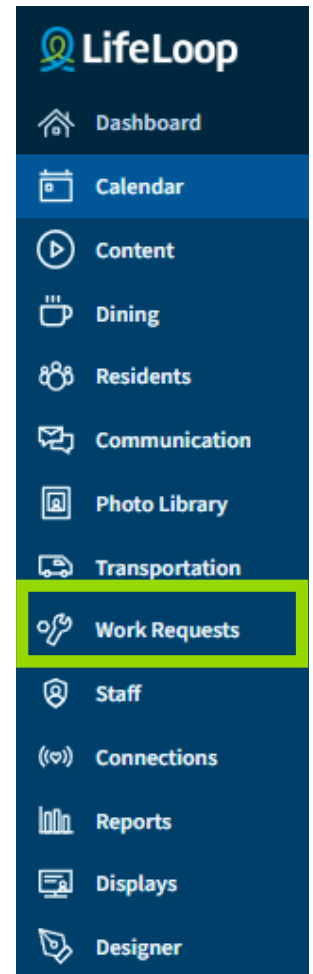 LifeLoop
Dashboard
Calendar
Content
Dining
Residents
Communication
Photo Library
Transportation
Work Requests
Staff
Connections
Reports
Displays
Designer